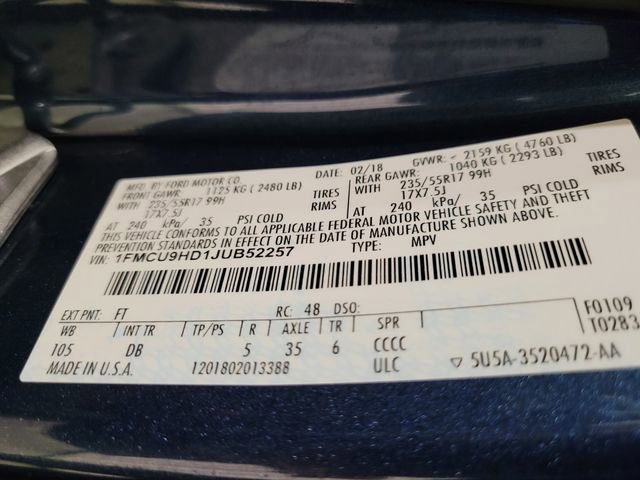 MFD. BY FORD MOTOR CO. DATE: 02/18 GVWR: - 2159 KG ( 4760 LB)
FRONT GAWR: 1125 KG ( 2480 LB) REAR GAWR: 1040 KG ( 2293 LB)
WITH 235/55R17 99H TIRES WITH 235/55R17 99H TIRES
17X7.5J RIMS 17X7.5J RIMS
AT 240 kPa/ 35 PSI COLD AT 240 kPa/ 35 PSI COLD
THIS VEHICLE CONFORMS TO ALL APPLICABLE FEDERAL MOTOR VEHICLE SAFETY AND THEFT
PREVENTION STANDARDS IN EFFECT ON THE DATE OF MANUFACTURE SHOWN ABOVE.
VIN: 1FMCU9HD1JUB52257 TYPE: MPV
EXT PNT: FT RC: 48 DSO: F0109
WB INT TR TP/PS R AXLE TR SPR T0283
105 DB 5 35 6 CCCC
MADE IN U.S.A. 1201802013388 ULC ▽ 5U5A-3520472-AA